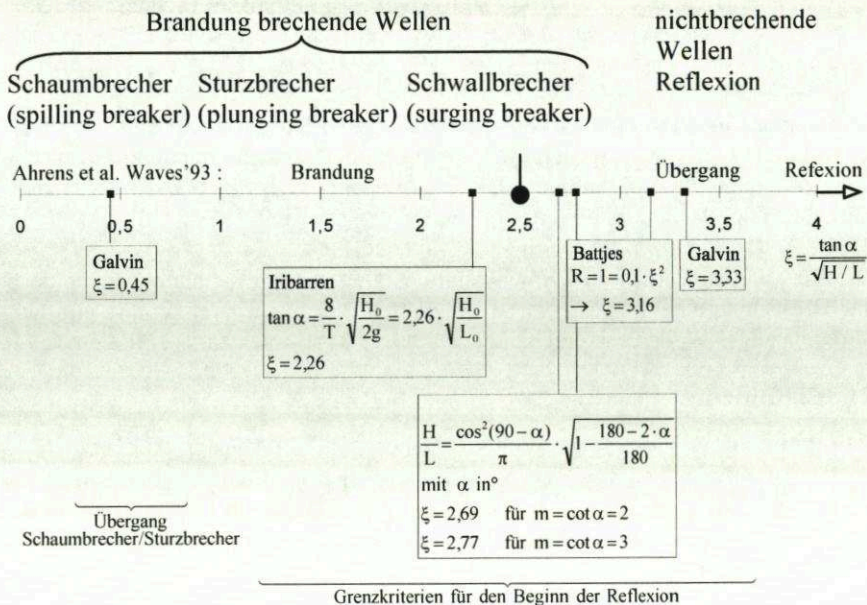 Brandung brechende Wellen
nichtbrechende
Wellen
Reflexion
Schaumbrecher Sturzbrecher Schwallbrecher
(spilling breaker) (plunging breaker) (surging breaker)
Ahrens et al. Waves'93 : Brandung Übergang Refexion
0 0,5 1 1,5 2 2,5 3 3,5 4
Galvin
ξ=0,45
Iribarren
tan α = 8/T · √(H₀/2g) = 2,26 · √(H₀/L₀)
ξ=2,26
Battjes
R=1=0,1·ξ²
→ ξ=3,16
Galvin
ξ=3,33
ξ = tan α / √(H / L)
H/L = cos²(90−α)/π · √(1 − (180−2·α)/180)
mit α in°
ξ=2,69 für m=cot α=2
ξ=2,77 für m=cot α=3
Übergang
Schaumbrecher/Sturzbrecher
Grenzkriterien für den Beginn der Reflexion